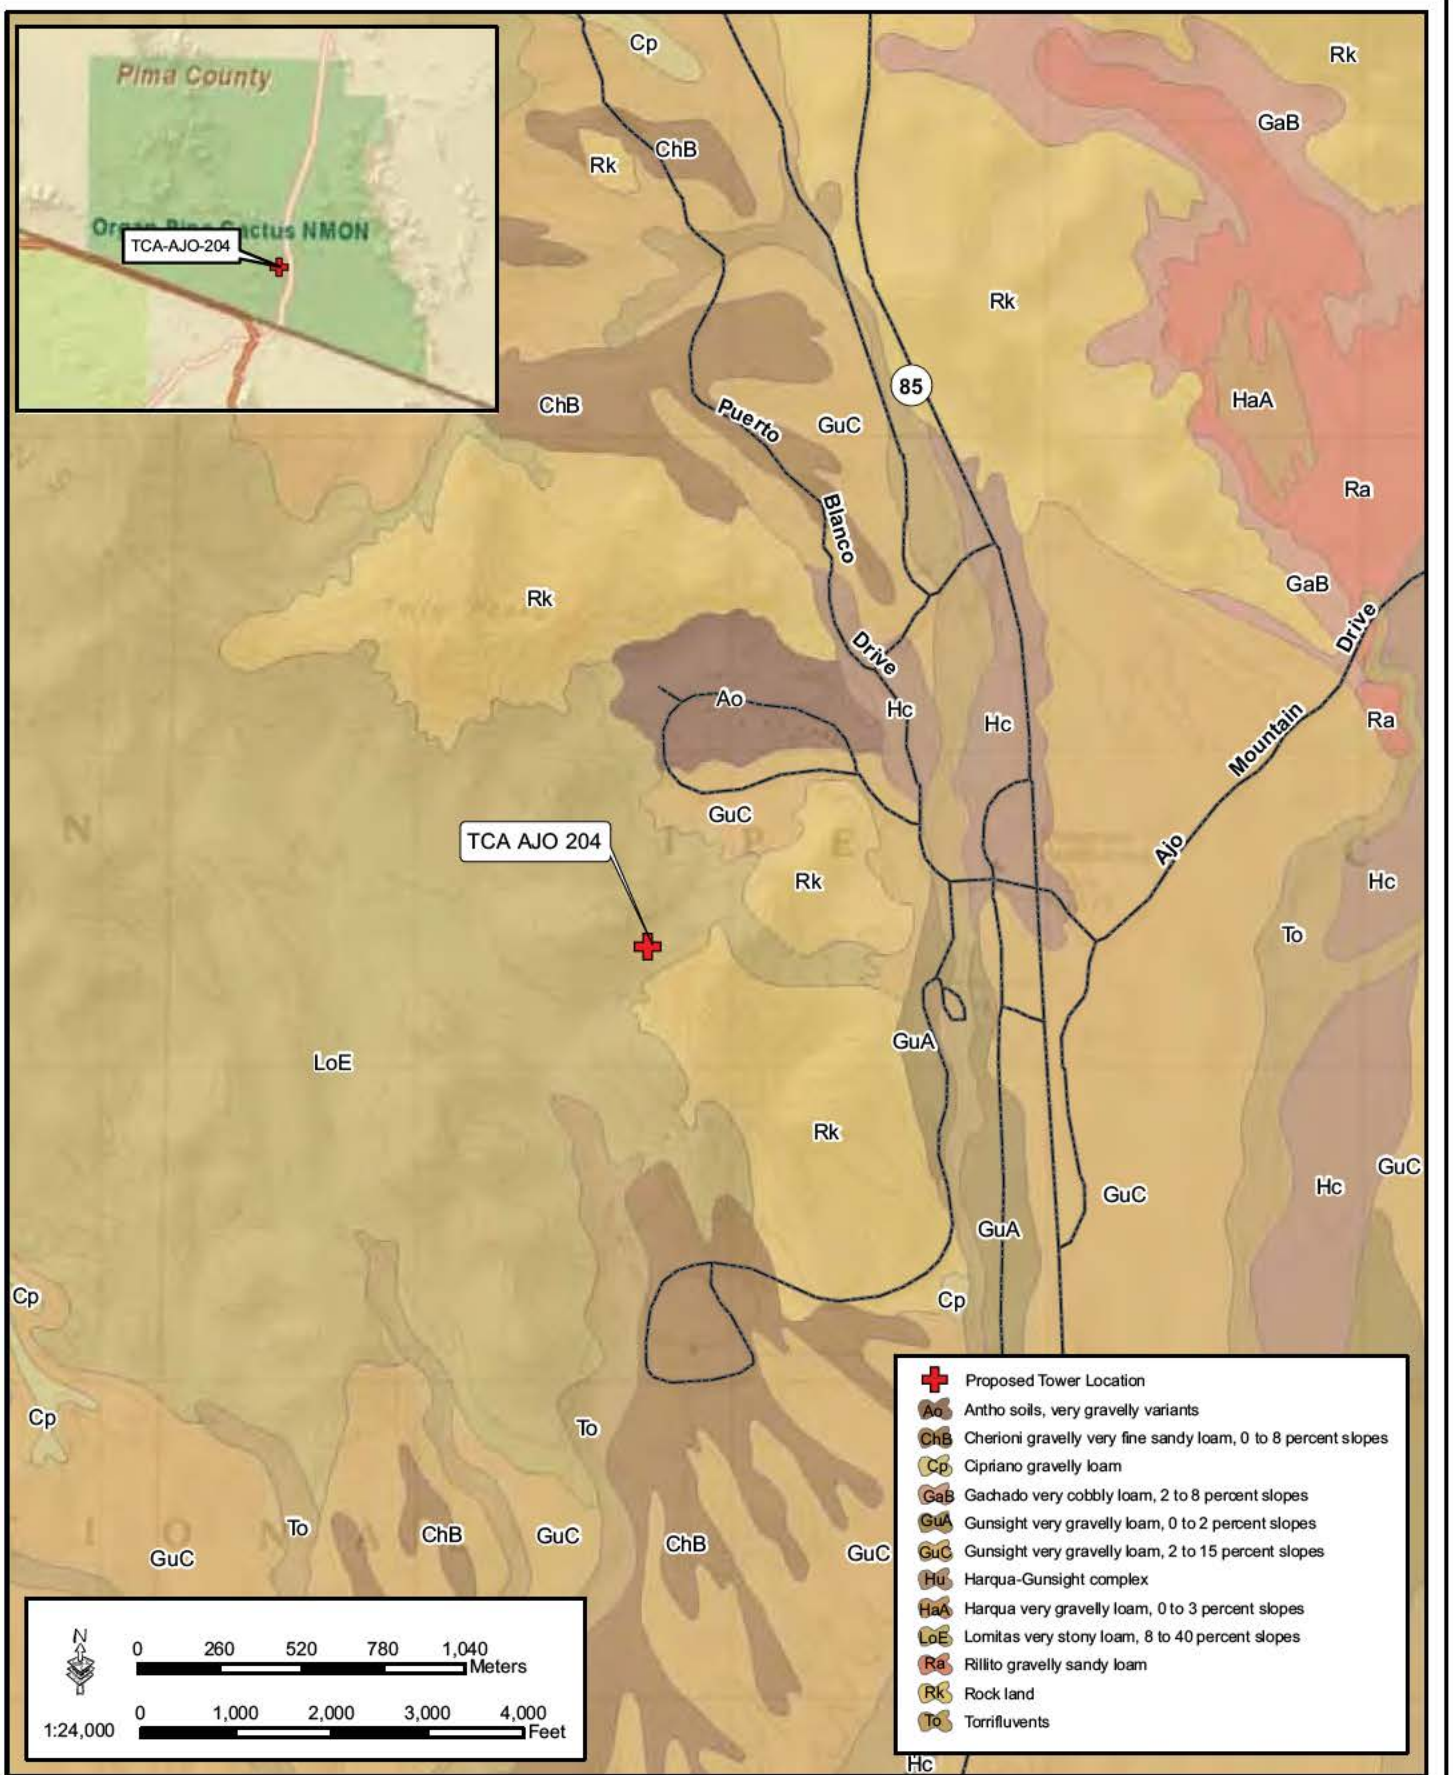 Pima County
Organ Pipe Cactus NMON
TCA-AJO-204
Cp
Rk
GaB
ChB
Rk
Rk
85
HaA
ChB
Puerto
GuC
Ra
Blanco
GaB
Rk
Drive
Drive
Ao
Hc
Hc
Ra
Mountain
GuC
N
TCA AJO 204
I P E
Ajo
C
Rk
Hc
To
GuA
LoE
Rk
GuC
Hc
GuC
GuA
Cp
Cp
Cp
To
To
ChB
GuC
ChB
GuC
GuC
I O N A
Hc
N
0 260 520 780 1,040
Meters
0 1,000 2,000 3,000 4,000
1:24,000
Feet
Proposed Tower Location
Ao Antho soils, very gravelly variants
ChB Cherioni gravelly very fine sandy loam, 0 to 8 percent slopes
Cp Cipriano gravelly loam
GaB Gachado very cobbly loam, 2 to 8 percent slopes
GuA Gunsight very gravelly loam, 0 to 2 percent slopes
GuC Gunsight very gravelly loam, 2 to 15 percent slopes
Hu Harqua-Gunsight complex
HaA Harqua very gravelly loam, 0 to 3 percent slopes
LoE Lomitas very stony loam, 8 to 40 percent slopes
Ra Rillito gravelly sandy loam
Rk Rock land
To Torrifluvents